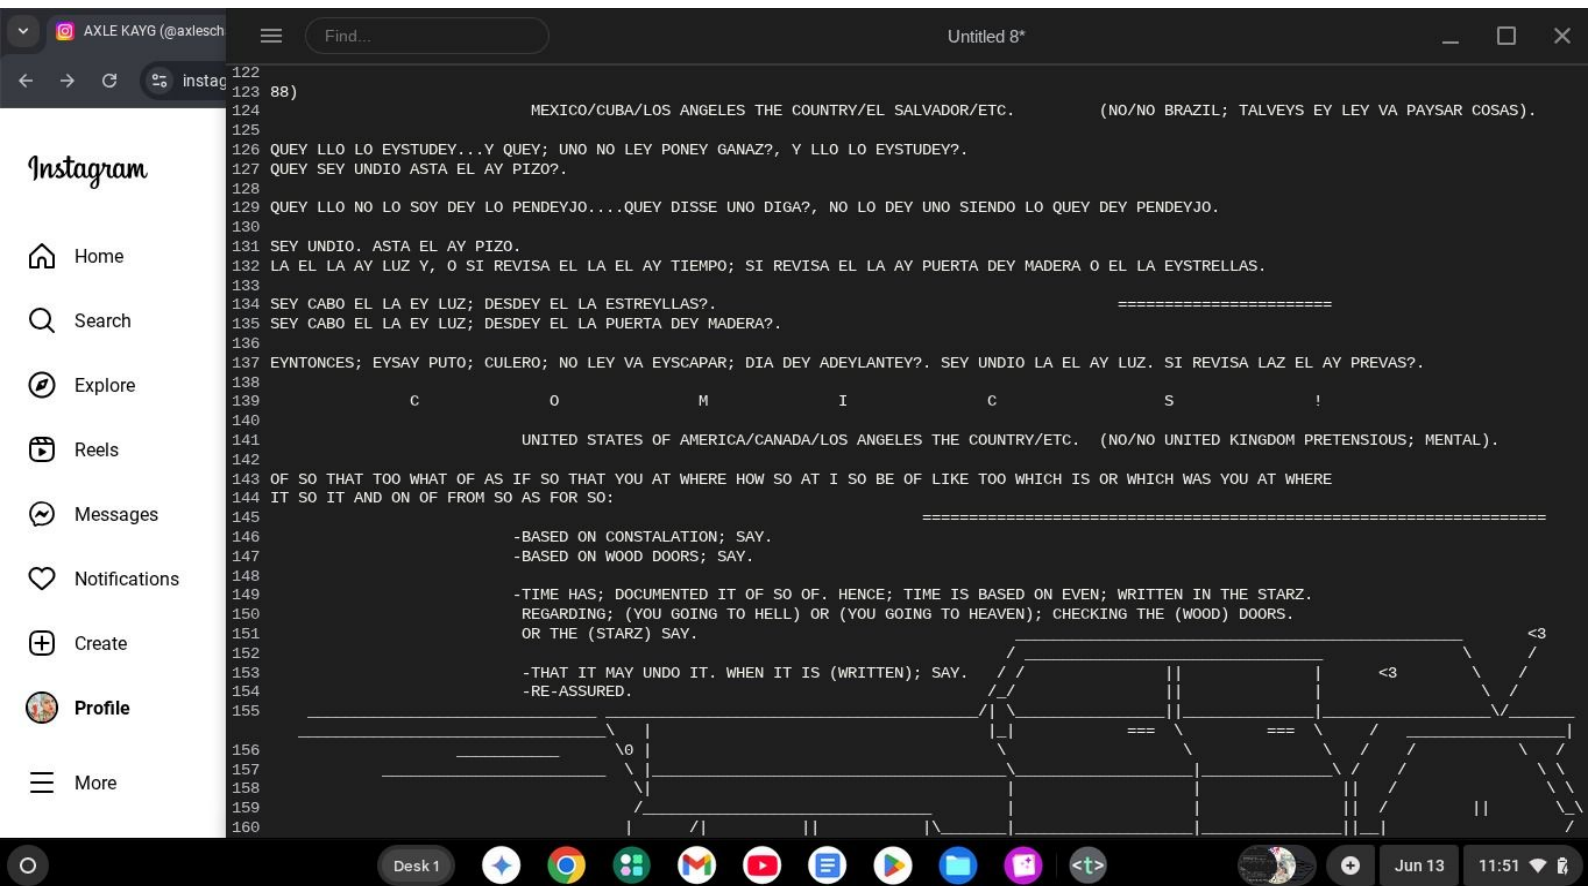 AXLE KAYG (@axlesch
instag
Instagram
Home
Search
Explore
Reels
Messages
Notifications
Create
Profile
More
Find...
Untitled 8*
122
123 88)
124 MEXICO/CUBA/LOS ANGELES THE COUNTRY/EL SALVADOR/ETC. (NO/NO BRAZIL; TALVEYS EY LEY VA PAYSAR COSAS).
125
126 QUEY LLO LO EYSTUDEY...Y QUEY; UNO NO LEY PONEY GANAZ?, Y LLO LO EYSTUDEY?.
127 QUEY SEY UNDIO ASTA EL AY PIZO?.
128
129 QUEY LLO NO LO SOY DEY LO PENDEYJO....QUEY DISSE UNO DIGA?, NO LO DEY UNO SIENDO LO QUEY DEY PENDEYJO.
130
131 SEY UNDIO. ASTA EL AY PIZO.
132 LA EL LA AY LUZ Y, O SI REVISA EL LA EL AY TIEMPO; SI REVISA EL LA AY PUERTA DEY MADERA O EL LA EYSTRELLAS.
133
134 SEY CABO EL LA EY LUZ; DESDEY EL LA ESTREYLLAS?. =======================
135 SEY CABO EL LA EY LUZ; DESDEY EL LA PUERTA DEY MADERA?.
136
137 EYNTONCES; EYSAY PUTO; CULERO; NO LEY VA EYSCAPAR; DIA DEY ADEYLANTEY?. SEY UNDIO LA EL AY LUZ. SI REVISA LAZ EL AY PREVAS?.
138
139 C O M I C S !
140
141 UNITED STATES OF AMERICA/CANADA/LOS ANGELES THE COUNTRY/ETC. (NO/NO UNITED KINGDOM PRETENSIOUS; MENTAL).
142
143 OF SO THAT TOO WHAT OF AS IF SO THAT YOU AT WHERE HOW SO AT I SO BE OF LIKE TOO WHICH IS OR WHICH WAS YOU AT WHERE
144 IT SO IT AND ON OF FROM SO AS FOR SO:
145 ===================================================================
146 -BASED ON CONSTALATION; SAY.
147 -BASED ON WOOD DOORS; SAY.
148
149 -TIME HAS; DOCUMENTED IT OF SO OF. HENCE; TIME IS BASED ON EVEN; WRITTEN IN THE STARZ.
150 REGARDING; (YOU GOING TO HELL) OR (YOU GOING TO HEAVEN); CHECKING THE (WOOD) DOORS.
151 OR THE (STARZ) SAY. <3
152
153 -THAT IT MAY UNDO IT. WHEN IT IS (WRITTEN); SAY. <3
154 -RE-ASSURED.
155
=== ===
156 \0 |
157
158
159
160
Desk 1
<t>
Jun 13
11:51